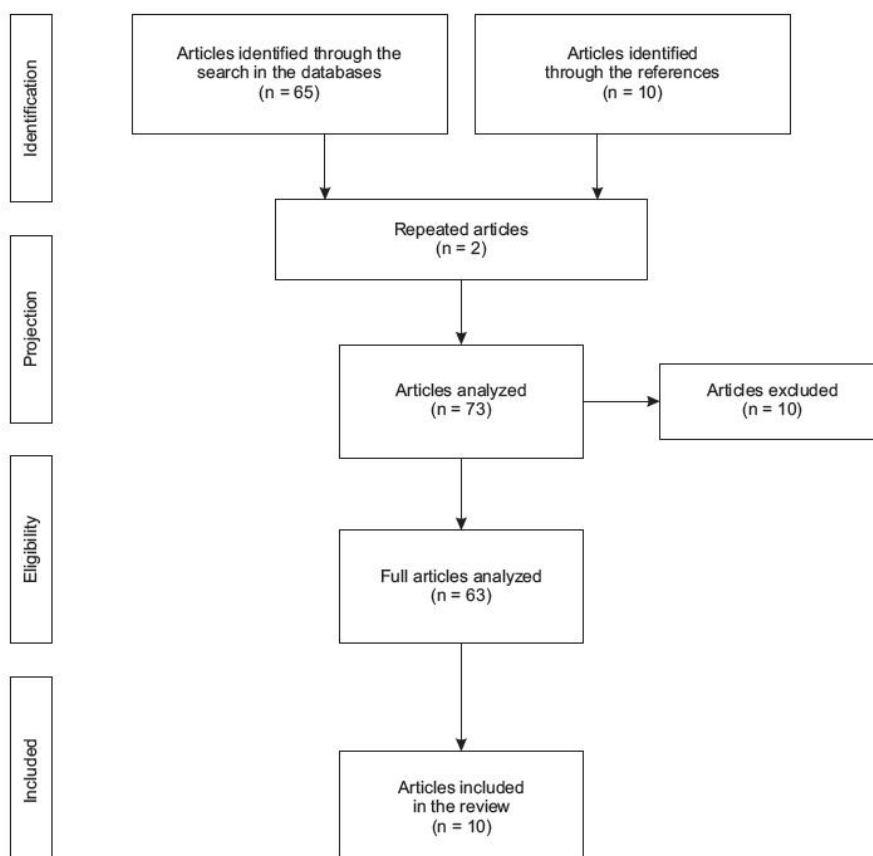 Identification
Articles identified through the
search in the databases
(n = 65)
Articles identified
through the references
(n = 10)
Repeated articles
(n = 2)
Projection
Articles analyzed
(n = 73)
Articles excluded
(n = 10)
Eligibility
Full articles analyzed
(n = 63)
Included
Articles included
in the review
(n = 10)